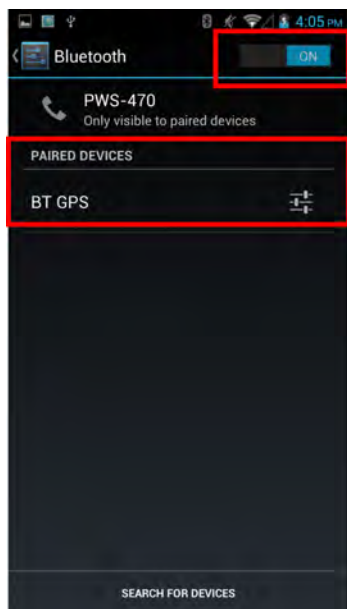 4:05 PM
Bluetooth
ON
PWS-470
Only visible to paired devices
PAIRED DEVICES
BT GPS
SEARCH FOR DEVICES